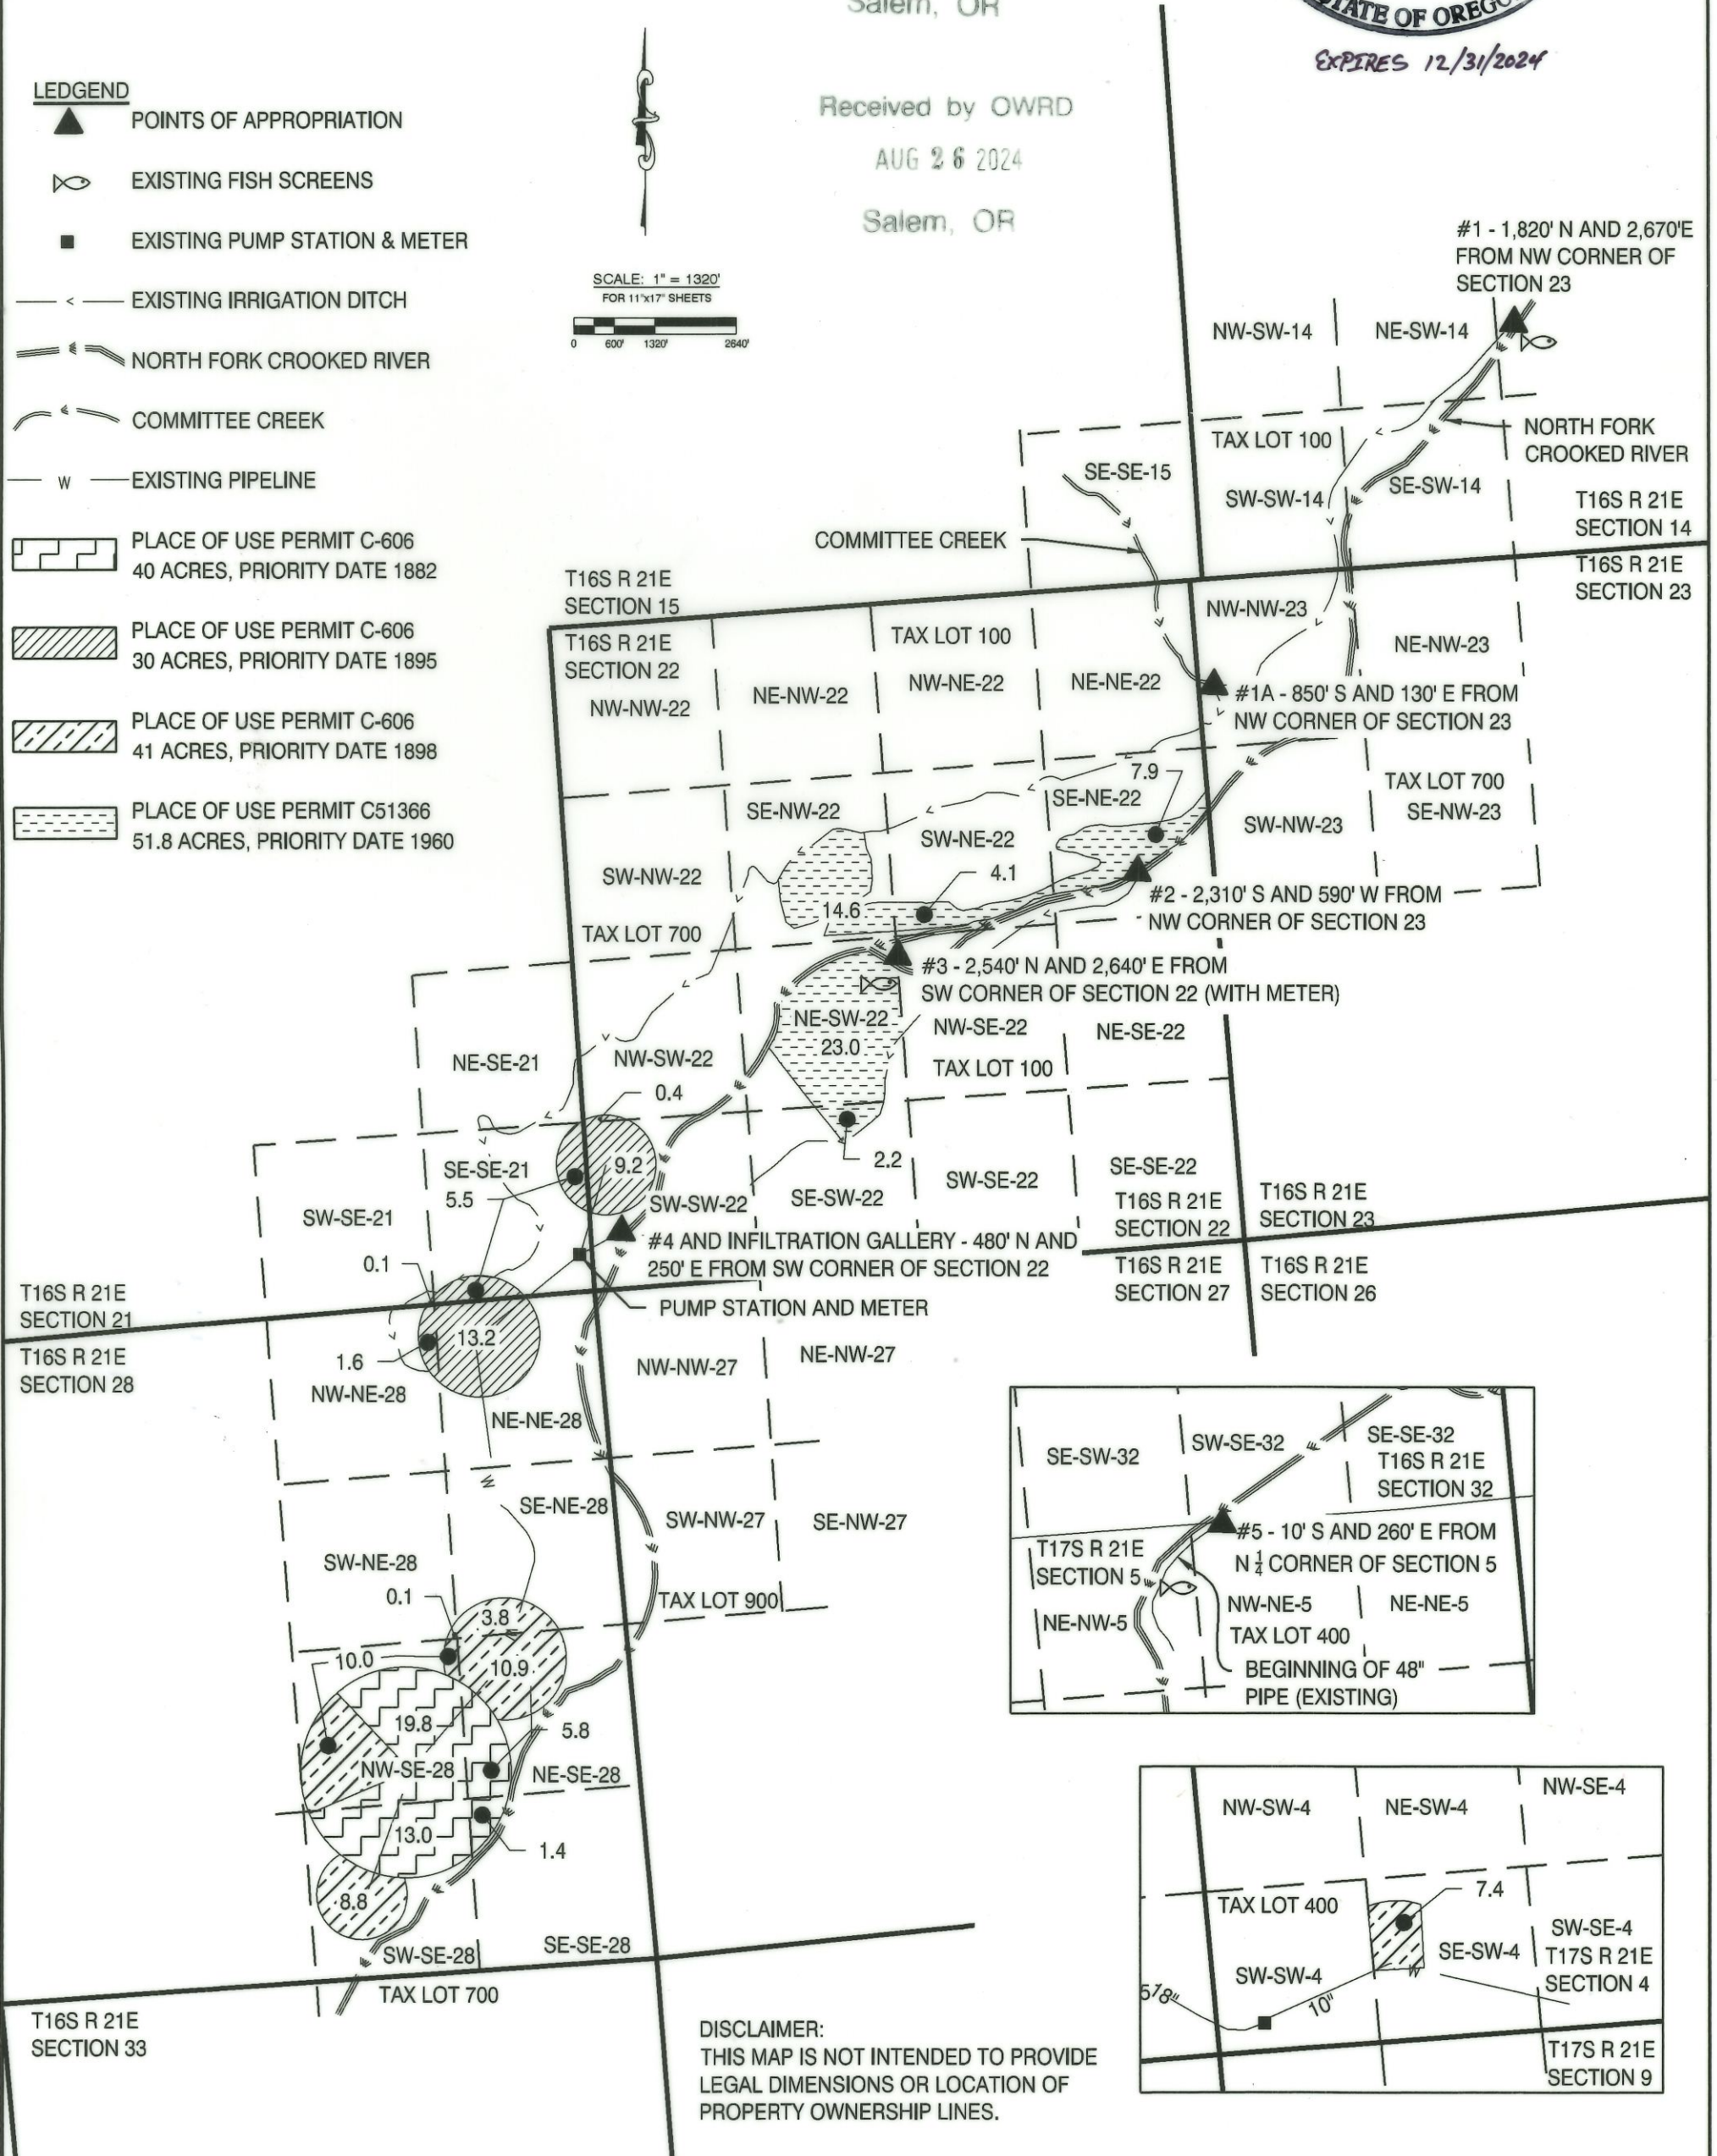 Salem, OR
STATE OF OREGO
EXPIRES 12/31/2024
LEDGEND
POINTS OF APPROPRIATION
EXISTING FISH SCREENS
EXISTING PUMP STATION & METER
EXISTING IRRIGATION DITCH
NORTH FORK CROOKED RIVER
COMMITTEE CREEK
W
EXISTING PIPELINE
PLACE OF USE PERMIT C-606
40 ACRES, PRIORITY DATE 1882
PLACE OF USE PERMIT C-606
30 ACRES, PRIORITY DATE 1895
PLACE OF USE PERMIT C-606
41 ACRES, PRIORITY DATE 1898
PLACE OF USE PERMIT C51366
51.8 ACRES, PRIORITY DATE 1960
Received by OWRD
AUG 26 2024
Salem, OR
SCALE: 1" = 1320'
FOR 11"x17" SHEETS
0 600' 1320' 2640'
#1 - 1,820' N AND 2,670'E
FROM NW CORNER OF
SECTION 23
NW-SW-14
NE-SW-14
NORTH FORK
CROOKED RIVER
TAX LOT 100
SE-SE-15
SW-SW-14
SE-SW-14
T16S R 21E
SECTION 14
COMMITTEE CREEK
T16S R 21E
SECTION 23
T16S R 21E
SECTION 15
T16S R 21E
SECTION 22
TAX LOT 100
NW-NW-23
NE-NW-23
NW-NW-22
NE-NW-22
NW-NE-22
NE-NE-22
#1A - 850' S AND 130' E FROM
NW CORNER OF SECTION 23
7.9
TAX LOT 700
SE-NW-22
SE-NE-22
SE-NW-23
SW-NE-22
SW-NW-23
SW-NW-22
4.1
#2 - 2,310' S AND 590' W FROM
NW CORNER OF SECTION 23
14.6
TAX LOT 700
#3 - 2,540' N AND 2,640' E FROM
SW CORNER OF SECTION 22 (WITH METER)
NE-SW-22
23.0
NW-SE-22
NE-SE-22
NE-SE-21
NW-SW-22
TAX LOT 100
0.4
9.2
2.2
SE-SE-21
5.5
SW-SE-21
SW-SW-22
SE-SW-22
SW-SE-22
SE-SE-22
T16S R 21E
SECTION 22
T16S R 21E
SECTION 23
#4 AND INFILTRATION GALLERY - 480' N AND
250' E FROM SW CORNER OF SECTION 22
0.1
T16S R 21E
SECTION 27
T16S R 21E
SECTION 26
T16S R 21E
SECTION 21
PUMP STATION AND METER
T16S R 21E
SECTION 28
13.2
1.6
NW-NE-28
NE-NE-28
NW-NW-27
NE-NW-27
W
SE-NE-28
SW-NW-27
SE-NW-27
SW-NE-28
0.1
3.8
TAX LOT 900
10.0
10.9
19.8
5.8
NW-SE-28
NE-SE-28
13.0
1.4
8.8
SW-SE-28
SE-SE-28
TAX LOT 700
T16S R 21E
SECTION 33
SE-SW-32
SW-SE-32
SE-SE-32
T16S R 21E
SECTION 32
#5 - 10' S AND 260' E FROM
N 1/4 CORNER OF SECTION 5
T17S R 21E
SECTION 5
NW-NE-5
NE-NE-5
NE-NW-5
TAX LOT 400
BEGINNING OF 48"
PIPE (EXISTING)
NW-SW-4
NE-SW-4
NW-SE-4
7.4
TAX LOT 400
SW-SE-4
SE-SW-4
T17S R 21E
SECTION 4
W
SW-SW-4
518"
10"
T17S R 21E
SECTION 9
DISCLAIMER:
THIS MAP IS NOT INTENDED TO PROVIDE
LEGAL DIMENSIONS OR LOCATION OF
PROPERTY OWNERSHIP LINES.